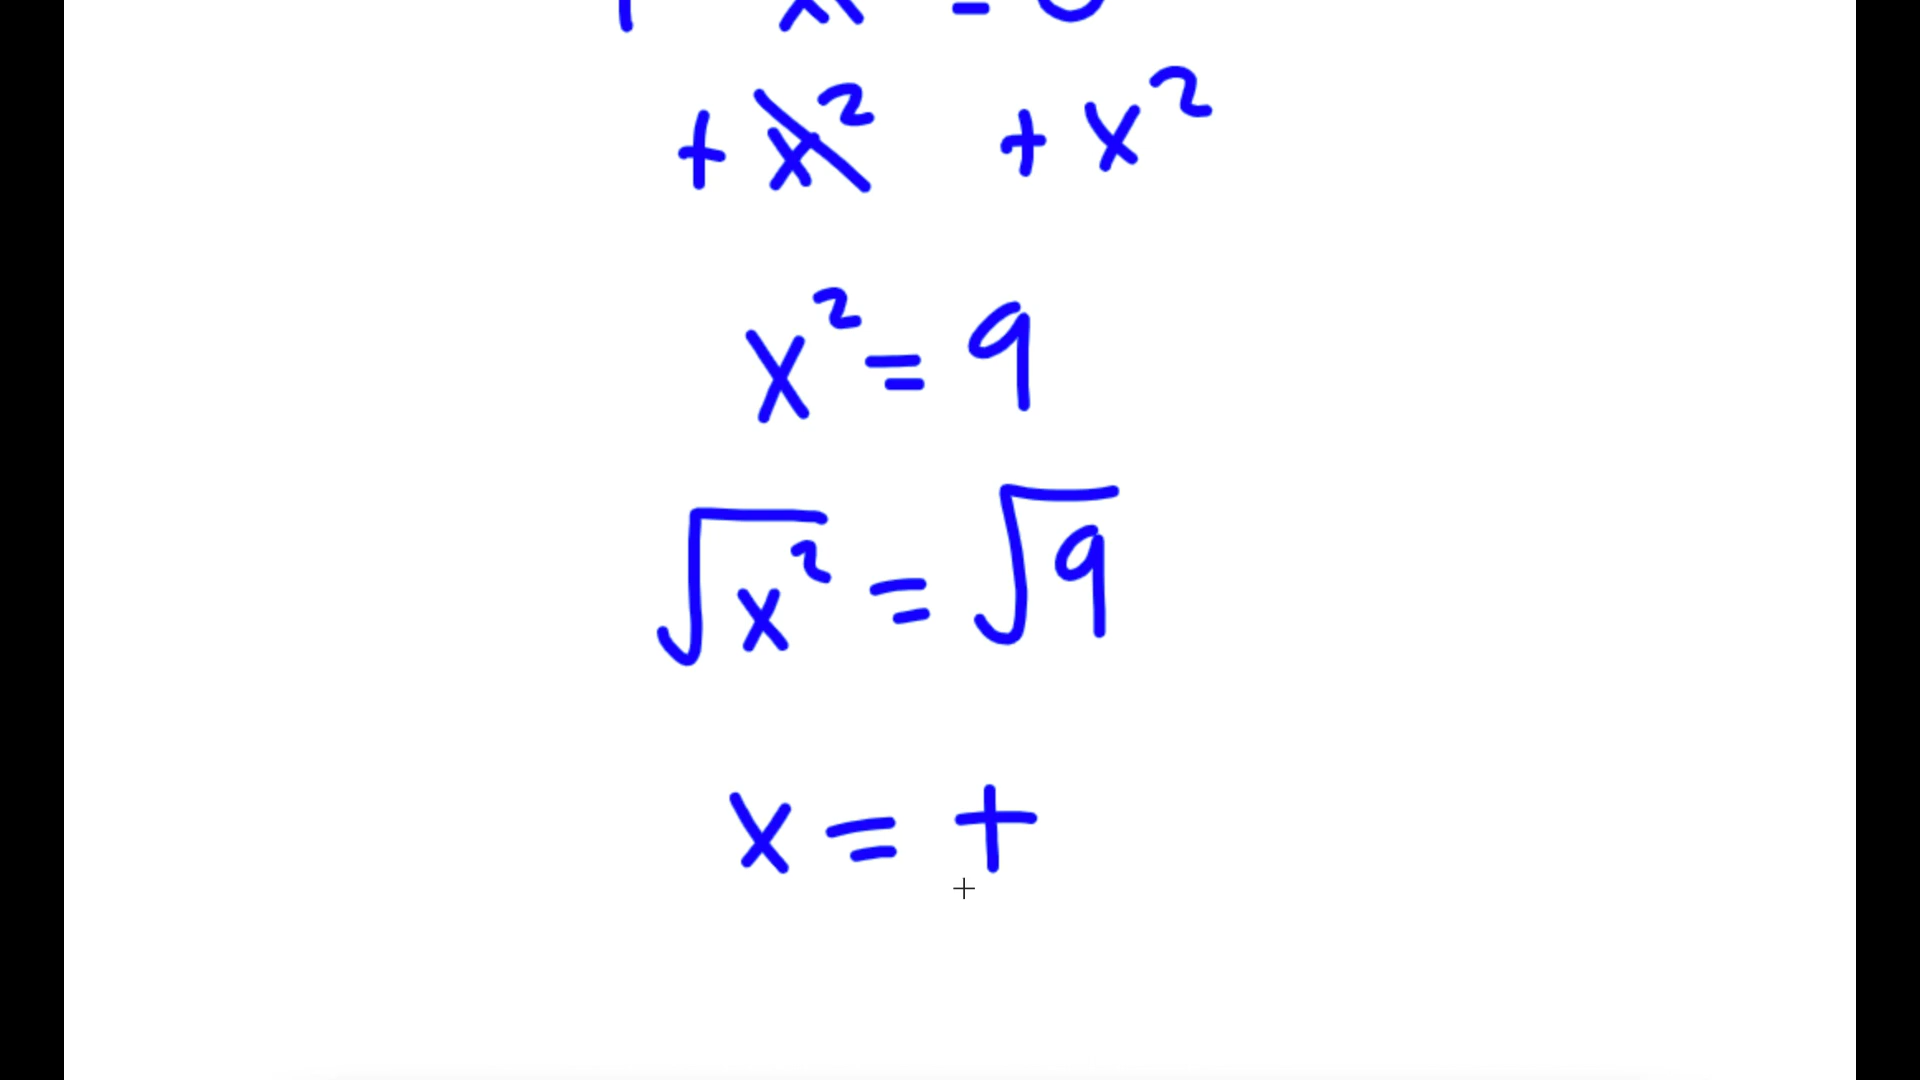 + x² + x²
x² = 9
√x² = √9
x = +